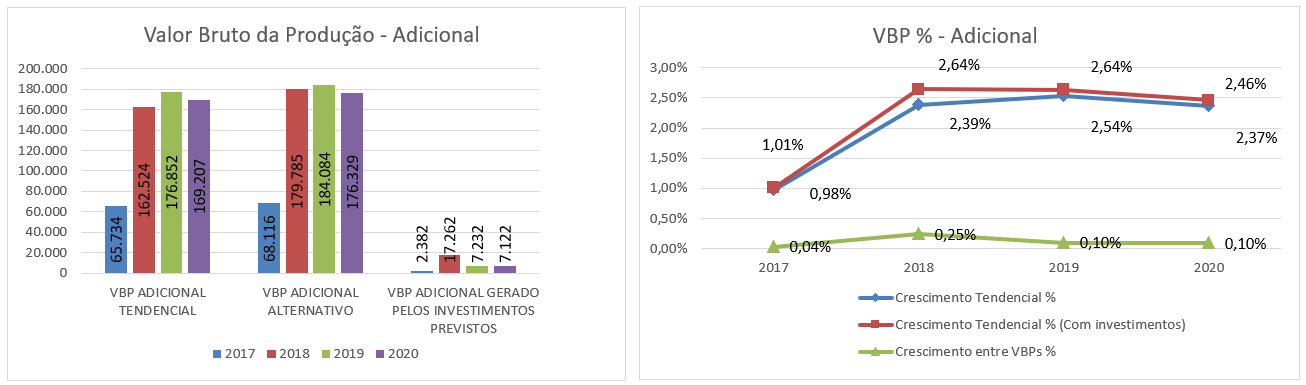 Valor Bruto da Produção - Adicional
200.000
180.000
160.000
140.000
120.000
100.000
80.000
60.000
40.000
20.000
0
65.734
162.524
176.852
169.207
68.116
179.785
184.084
176.329
2.382
17.262
7.232
7.122
VBP ADICIONAL
TENDENCIAL
VBP ADICIONAL
ALTERNATIVO
VBP ADICIONAL GERADO
PELOS INVESTIMENTOS
PREVISTOS
2017 2018 2019 2020
VBP % - Adicional
3,00%
2,50%
2,00%
1,50%
1,00%
0,50%
0,00%
2,64% 2,64% 2,46%
1,01% 2,39% 2,54% 2,37%
0,98%
0,04% 0,25% 0,10% 0,10%
2017 2018 2019 2020
Crescimento Tendencial %
Crescimento Tendencial % (Com investimentos)
Crescimento entre VBPs %